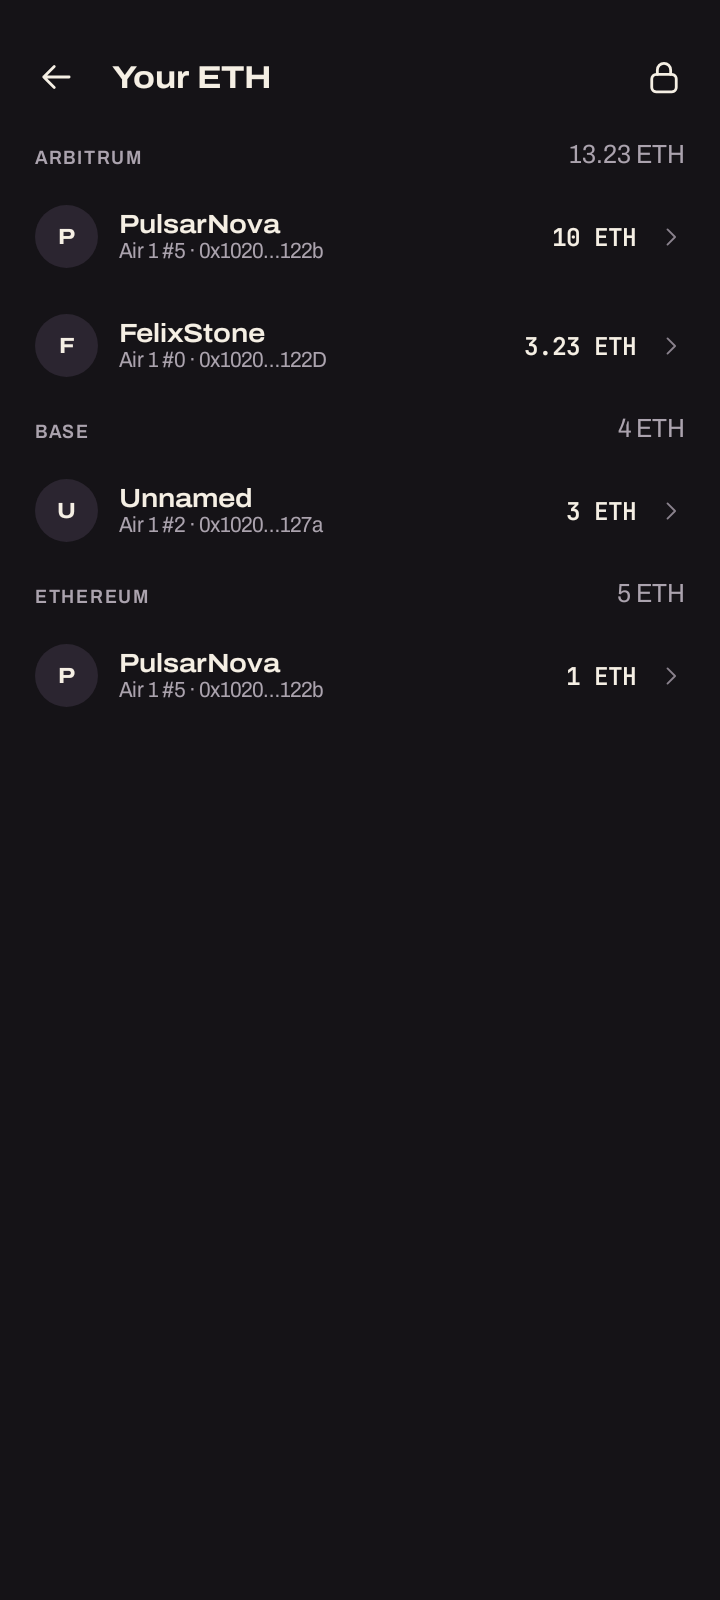 Your ETH
ARBITRUM 13.23 ETH
P PulsarNova 10 ETH
Air 1 #5 · 0x1020...122b
F FelixStone 3.23 ETH
Air 1 #0 · 0x1020...122D
BASE 4 ETH
U Unnamed 3 ETH
Air 1 #2 · 0x1020...127a
ETHEREUM 5 ETH
P PulsarNova 1 ETH
Air 1 #5 · 0x1020...122b